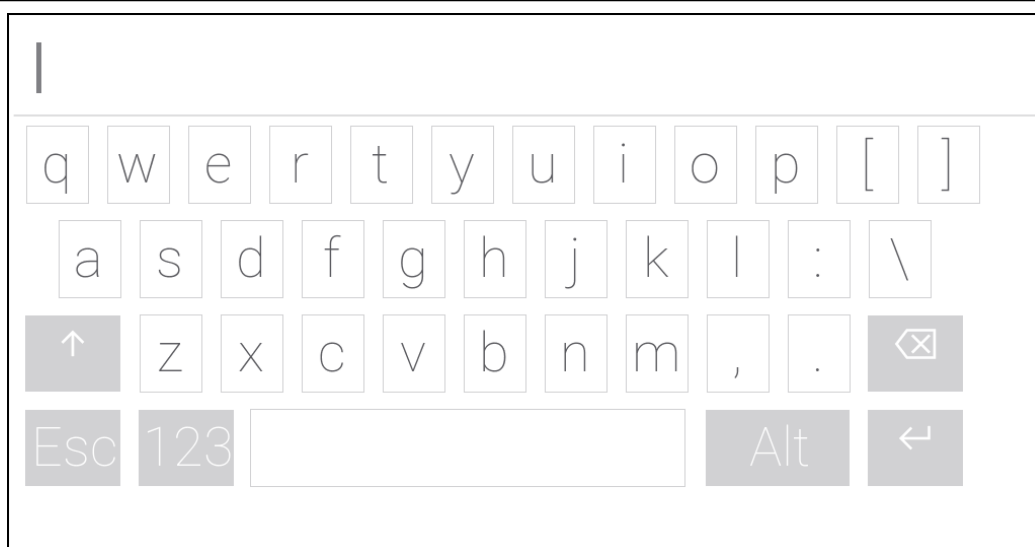 q w e r t y u i o p [ ]
a s d f g h j k l : \
↑ z x c v b n m , . ⌫
Esc 123 Alt ↵